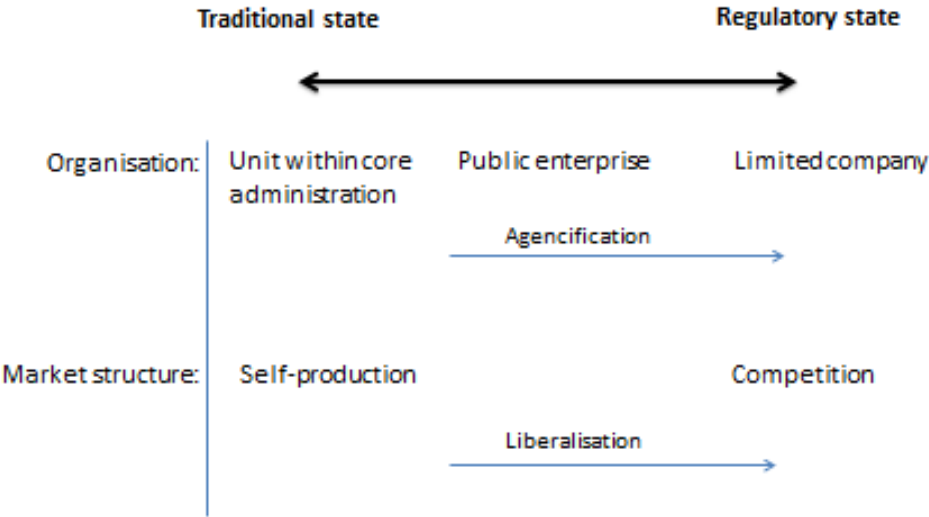 Traditional state
Regulatory state
Organisation:
Unit within core
administration
Public enterprise
Limited company
Agencification
Market structure:
Self-production
Competition
Liberalisation